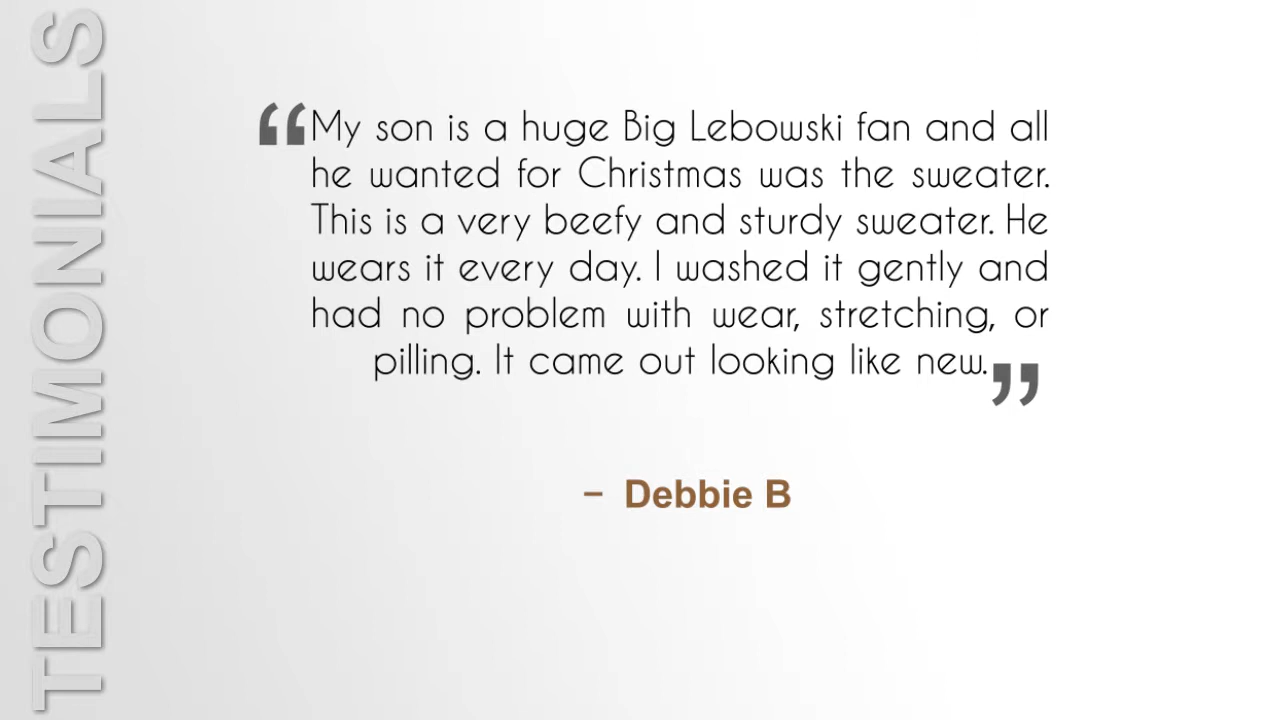 TESTIMONIALS
“My son is a huge Big Lebowski fan and all
he wanted for Christmas was the sweater.
This is a very beefy and sturdy sweater. He
wears it every day. I washed it gently and
had no problem with wear, stretching, or
pilling. It came out looking like new.”
– Debbie B